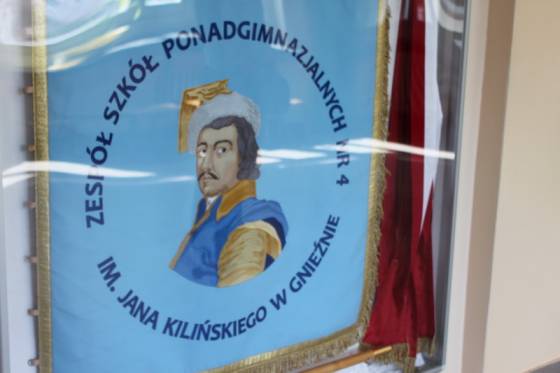 ZESPÓŁ SZKÓŁ PONADGIMNAZJALNYCH NR 4
IM. JANA KILIŃSKIEGO W GNIEŹNIE